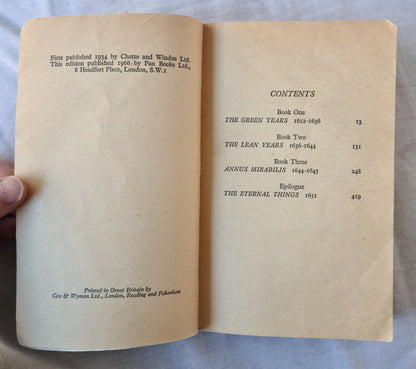 First published 1934 by Chatto and Windus Ltd.
This edition published 1966 by Pan Books Ltd.,
8 Headfort Place, London, S.W.1
Printed in Great Britain by
Cox & Wyman Ltd., London, Reading and Fakenham
CONTENTS
Book One
THE GREEN YEARS 1612-1636 13
Book Two
THE LEAN YEARS 1636-1644 131
Book Three
ANNUS MIRABILIS 1644-1645 248
Epilogue
THE ETERNAL THINGS 1651 419